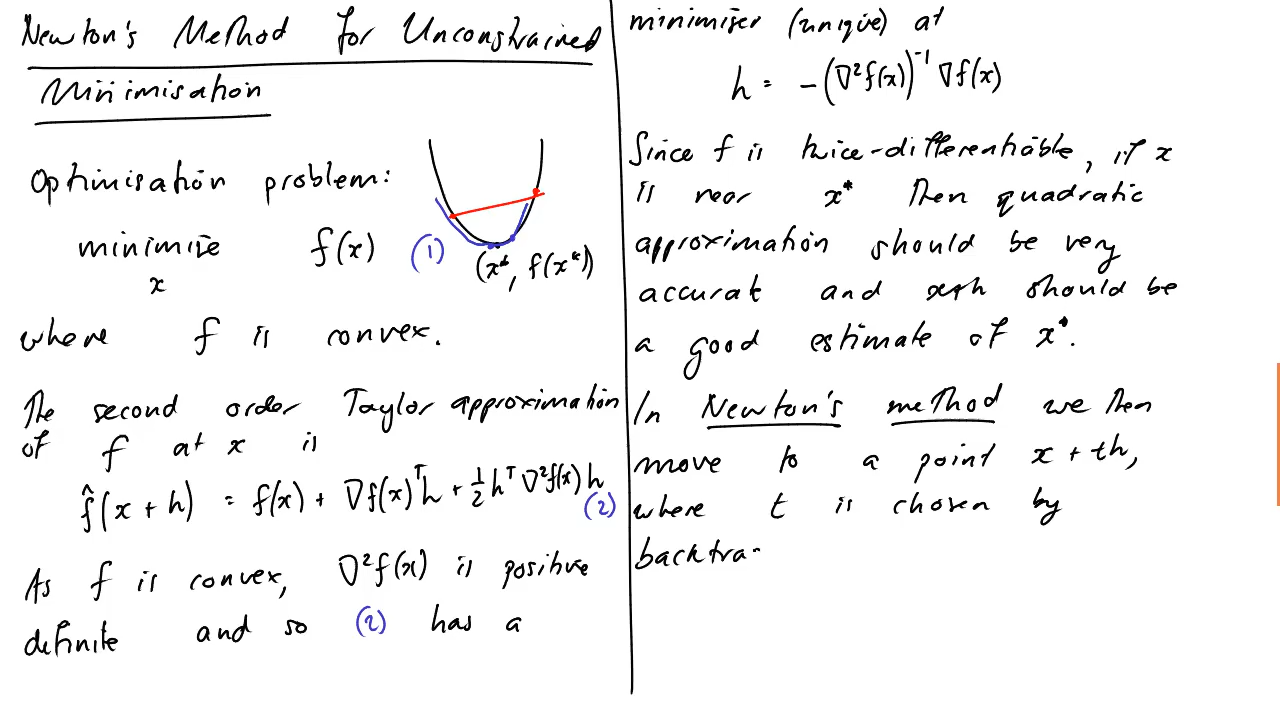 Newton's Method for Unconstrained
Minimisation
Optimisation problem:
minimise f(x) (1)
x
(x*, f(x*))
where f is convex.
The second order Taylor approximation
of f at x is
f̂(x + h) = f(x) + ∇f(x)ᵀh + ½hᵀ∇²f(x)h
(2)
As f is convex, ∇²f(x) is positive
definite and so (2) has a
minimiser (unique) at
h = -(∇²f(x))⁻¹ ∇f(x)
Since f is twice-differentiable, if x
is near x* then quadratic
approximation should be very
accurate and x+h should be
a good estimate of x*.
In Newton's method we then
move to a point x + th,
where t is chosen by
backtra